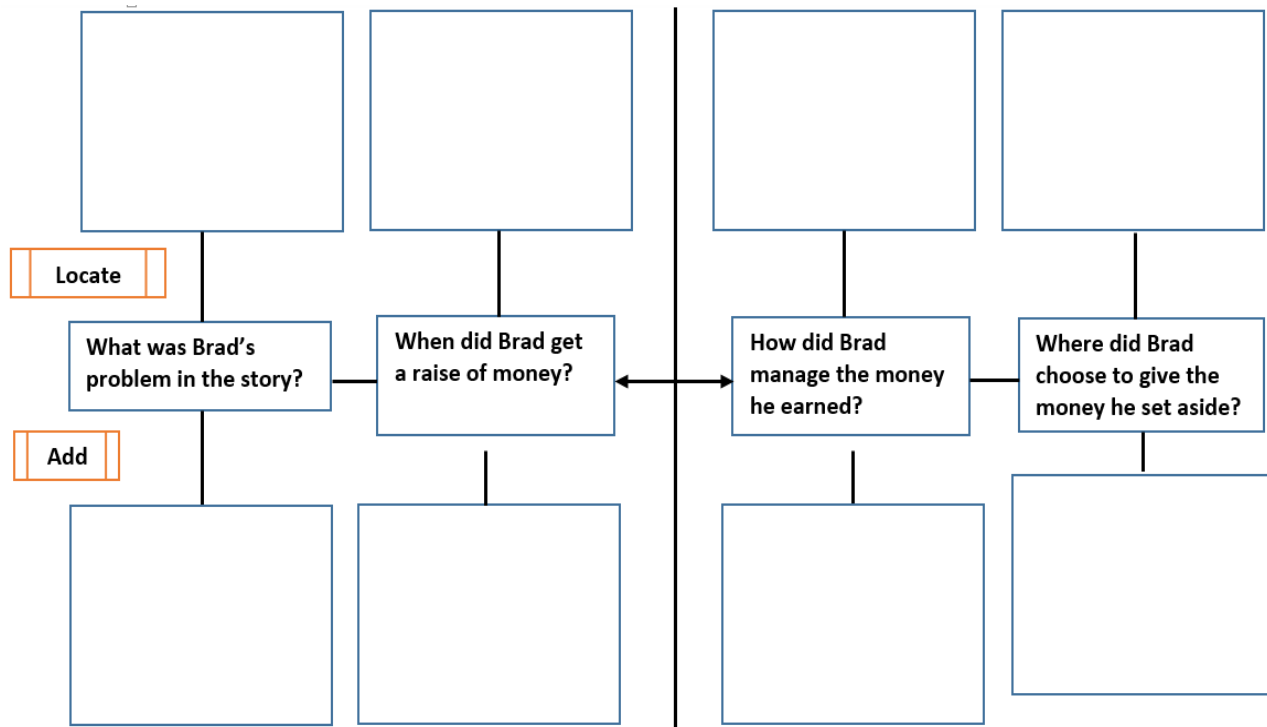 Locate
What was Brad's
problem in the story?
When did Brad get
a raise of money?
How did Brad
manage the money
he earned?
Where did Brad
choose to give the
money he set aside?
Add